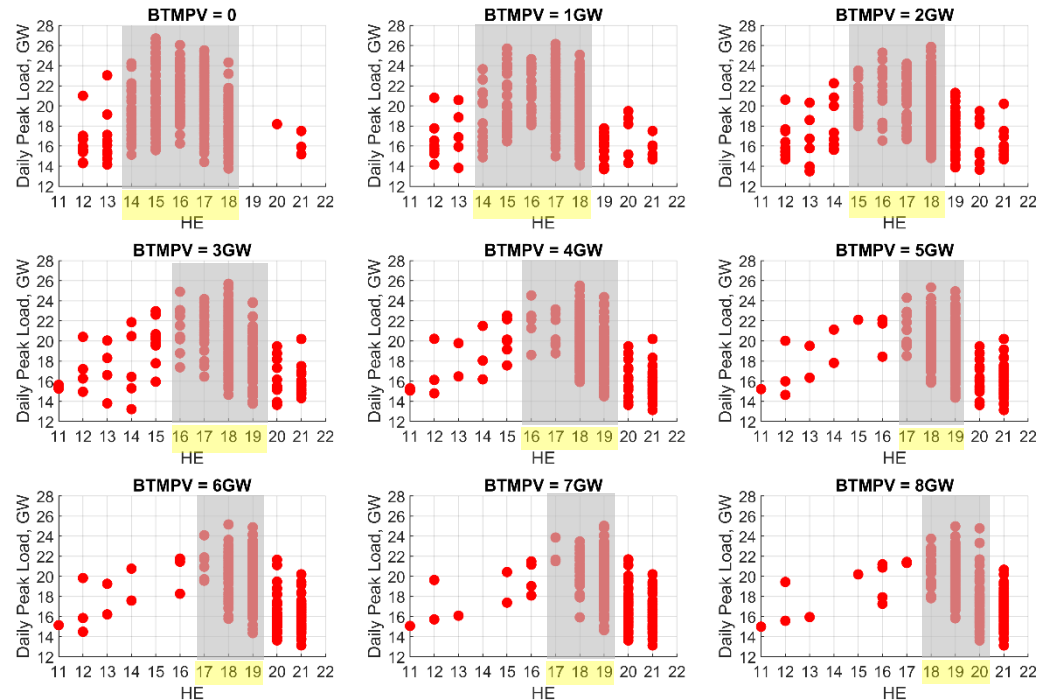 BTMPV = 0
28
26
24
22
20
18
16
14
12
Daily Peak Load, GW
11 12 13 14 15 16 17 18 19 20 21 22
HE
BTMPV = 1GW
28
26
24
22
20
18
16
14
12
Daily Peak Load, GW
11 12 13 14 15 16 17 18 19 20 21 22
HE
BTMPV = 2GW
28
26
24
22
20
18
16
14
12
Daily Peak Load, GW
11 12 13 14 15 16 17 18 19 20 21 22
HE
BTMPV = 3GW
28
26
24
22
20
18
16
14
12
Daily Peak Load, GW
11 12 13 14 15 16 17 18 19 20 21 22
HE
BTMPV = 4GW
28
26
24
22
20
18
16
14
12
Daily Peak Load, GW
11 12 13 14 15 16 17 18 19 20 21 22
HE
BTMPV = 5GW
28
26
24
22
20
18
16
14
12
Daily Peak Load, GW
11 12 13 14 15 16 17 18 19 20 21 22
HE
BTMPV = 6GW
28
26
24
22
20
18
16
14
12
Daily Peak Load, GW
11 12 13 14 15 16 17 18 19 20 21 22
HE
BTMPV = 7GW
28
26
24
22
20
18
16
14
12
Daily Peak Load, GW
11 12 13 14 15 16 17 18 19 20 21 22
HE
BTMPV = 8GW
28
26
24
22
20
18
16
14
12
Daily Peak Load, GW
11 12 13 14 15 16 17 18 19 20 21 22
HE